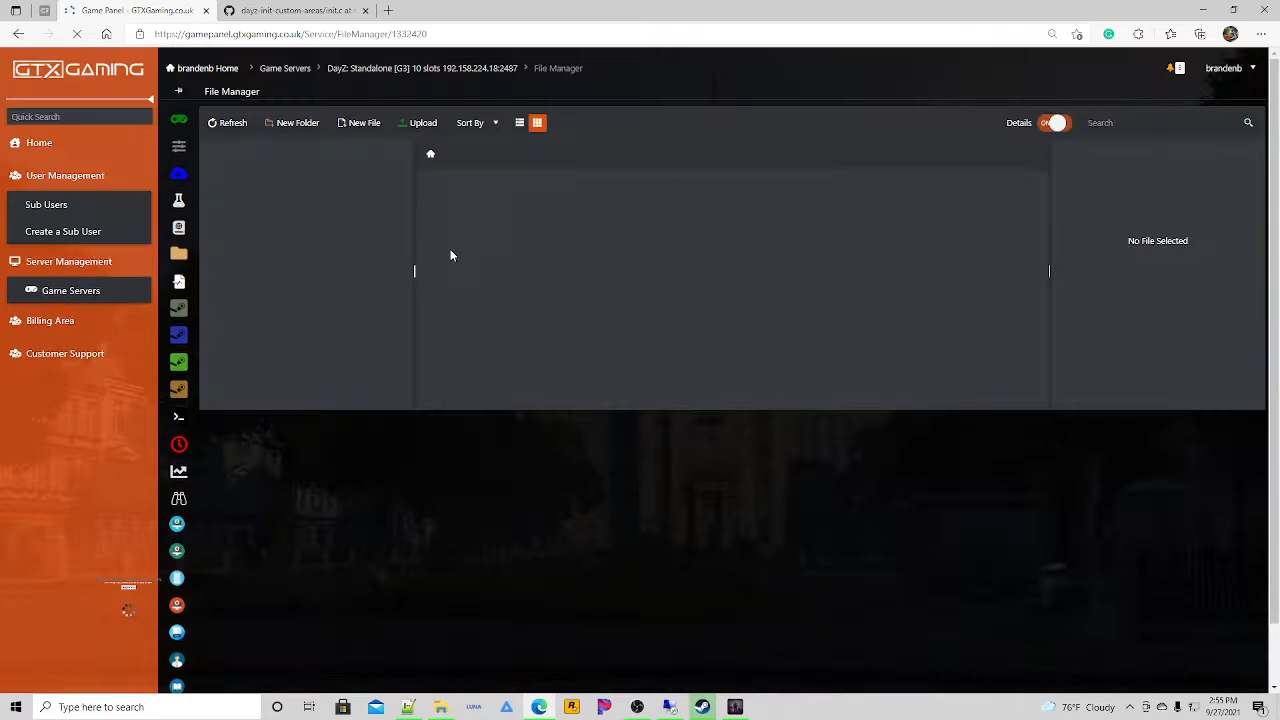 Game Panel - GTXGaming
dayz-init-custom-areas/init.c at
https://gamepanel.gtxgaming.co.uk/Service/FileManager/1332420
GTXGAMING
brandenb Home > Game Servers > DayZ: Standalone [G3] 10 slots 192.158.224.18:2487 > File Manager
brandenb
File Manager
Quick Search
Refresh New Folder New File Upload Sort By Details ON Search
Home
User Management
Sub Users
Create a Sub User
No File Selected
Server Management
Game Servers
Billing Area
Customer Support
Type here to search
LUNA
76°F Cloudy
2:55 PM
9/27/2021